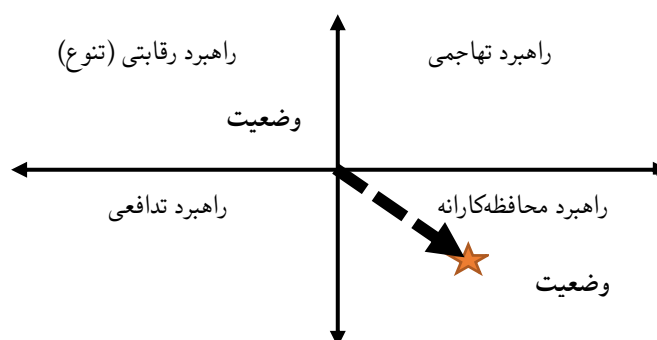 راهبرد تهاجمی
راهبرد رقابتی (تنوع)
وضعیت
راهبرد محافظه‌کارانه
راهبرد تدافعی
وضعیت